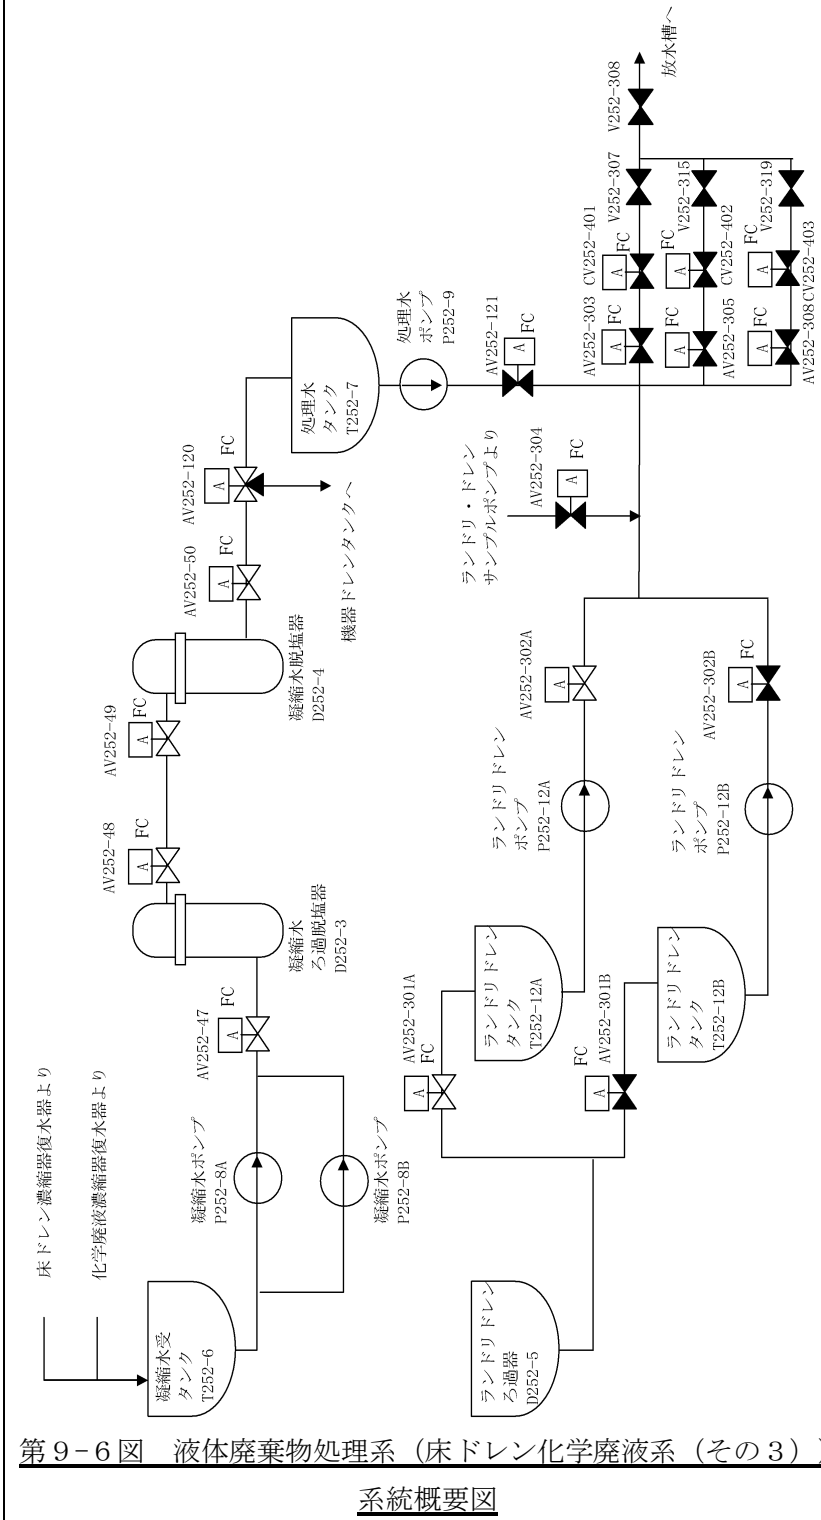 床ドレン濃縮器復水器より
化学廃液濃縮器復水器より
凝縮水受
タンク
T252-6
凝縮水ポンプ
P252-8A
凝縮水ポンプ
P252-8B
AV252-47
FC
A
凝縮水
ろ過脱塩器
D252-3
AV252-48
FC
A
AV252-49
FC
A
凝縮水脱塩器
D252-4
AV252-50
FC
A
AV252-120
FC
A
機器ドレンタンクへ
処理水
タンク
T252-7
処理水
ポンプ
P252-9
AV252-121
FC
A
ランドリ・ドレン
サンプルポンプより
AV252-304
FC
A
AV252-303
FC
A
CV252-401
FC
A
V252-307
V252-308
放水槽へ
AV252-305
FC
A
CV252-402
FC
A
V252-315
AV252-308
FC
A
CV252-403
FC
A
V252-319
ランドリドレン
ろ過器
D252-5
AV252-301A
FC
A
AV252-301B
FC
A
ランドリドレン
タンク
T252-12A
ランドリドレン
タンク
T252-12B
ランドリドレン
ポンプ
P252-12A
ランドリドレン
ポンプ
P252-12B
AV252-302A
A
AV252-302B
FC
A
第9-6図 液体廃棄物処理系(床ドレン化学廃液系(その3))
系統概要図